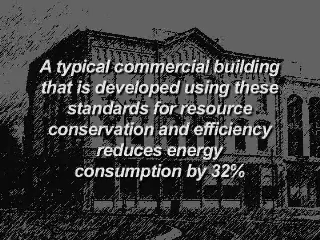 A typical commercial building
that is developed using these
standards for resource
conservation and efficiency
reduces energy
consumption by 32%